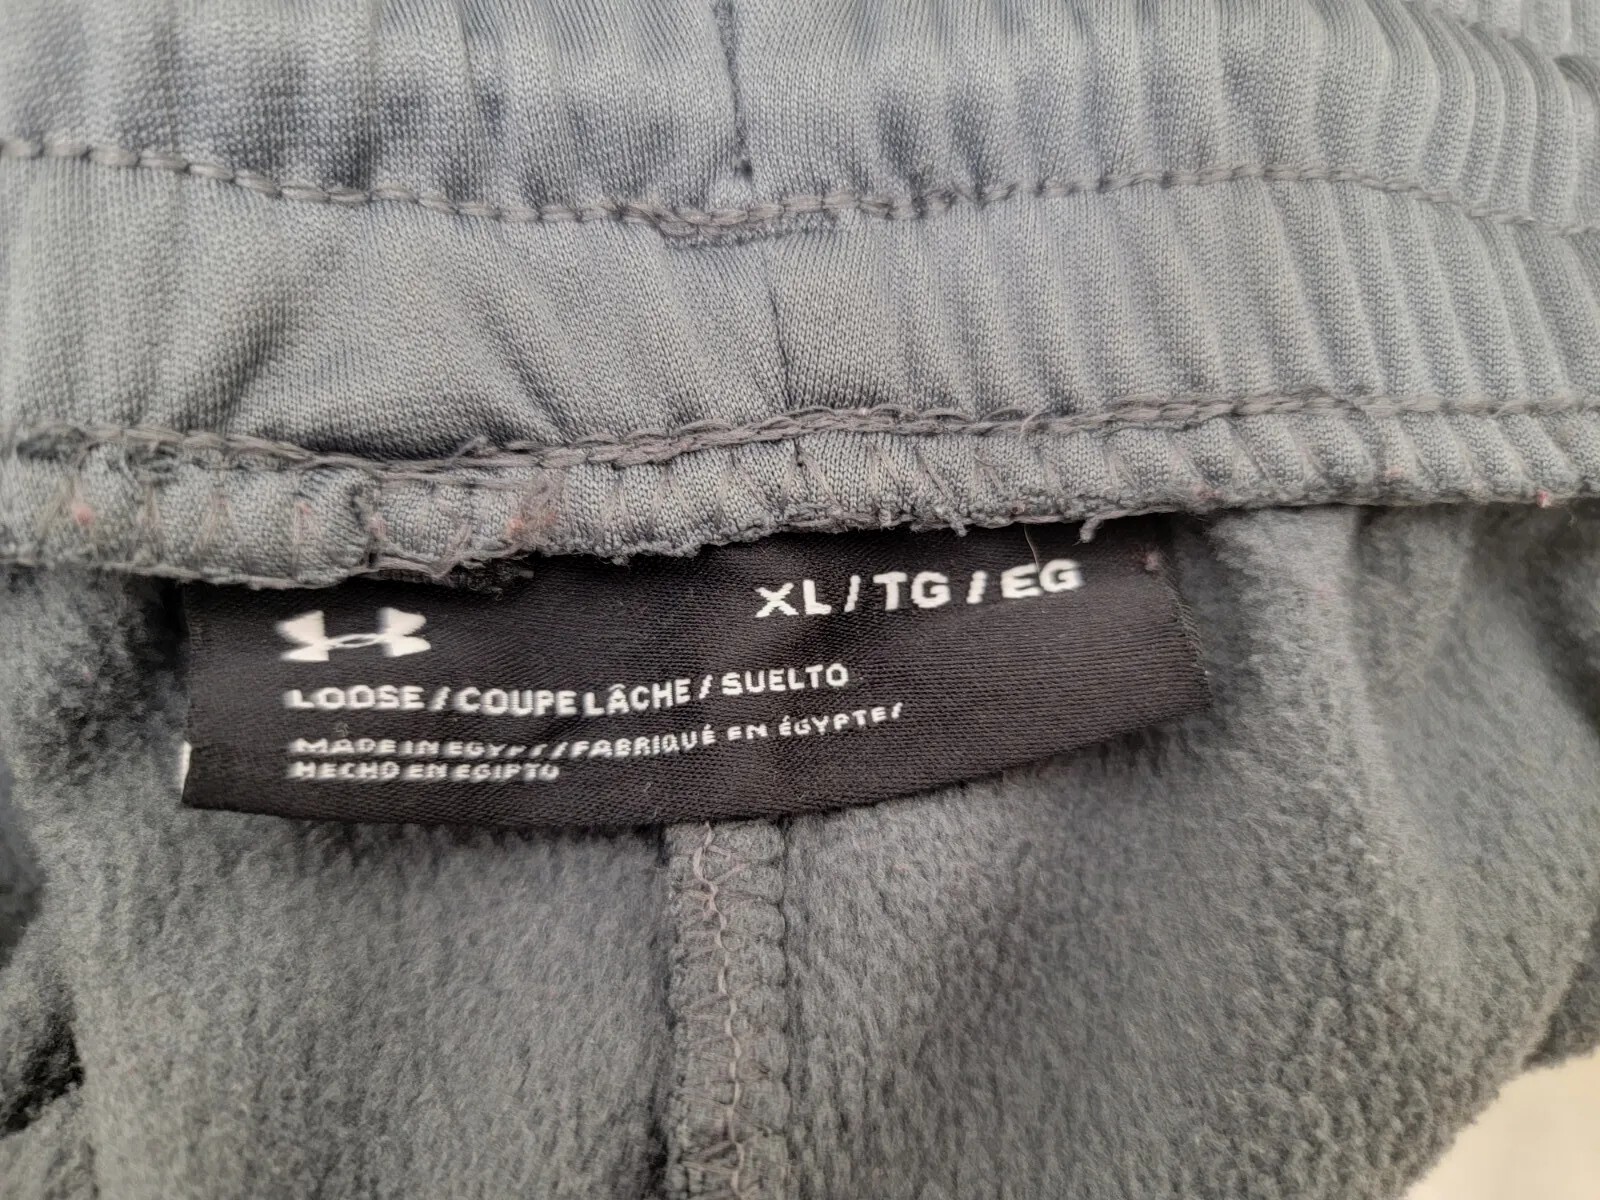 XL / TG / EG
LOOSE / COUPE LÂCHE / SUELTO
MADE IN EGYPT / FABRIQUÉ EN ÉGYPTE /
HECHO EN EGIPTO